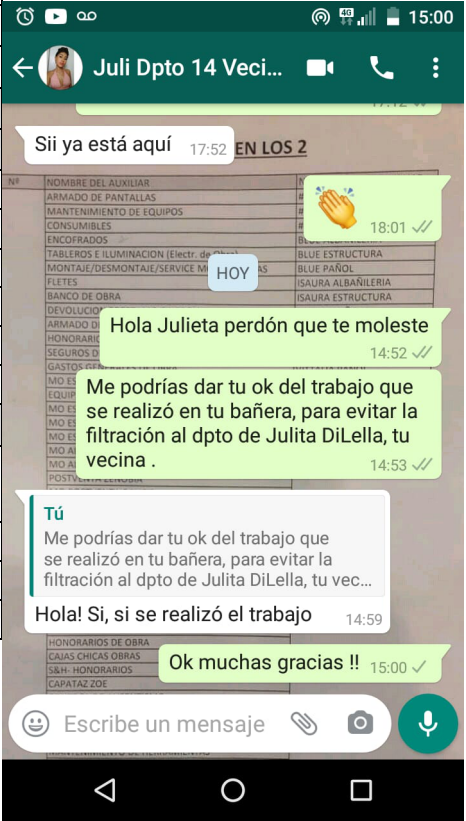 4G 15:00
Juli Dpto 14 Veci...
Sii ya está aquí 17:52
EN LOS 2
Nº NOMBRE DEL AUXILIAR
ARMADO DE PANTALLAS
MANTENIMIENTO DE EQUIPOS
CONSUMIBLES
18:01
ENCOFRADOS
TABLEROS E ILUMINACION (Electr. de Obra) BLUE ESTRUCTURA
MONTAJE/DESMONTAJE/SERVICE BLUE PAÑOL
HOY
FLETES ISAURA ALBAÑILERIA
BANCO DE OBRA ISAURA ESTRUCTURA
Hola Julieta perdón que te moleste
14:52
Me podrías dar tu ok del trabajo que
se realizó en tu bañera, para evitar la
filtración al dpto de Julita DiLella, tu
vecina .
14:53
Tú
Me podrías dar tu ok del trabajo que
se realizó en tu bañera, para evitar la
filtración al dpto de Julita DiLella, tu vec...
Hola! Si, si se realizó el trabajo 14:59
HONORARIOS DE OBRA
CAJAS CHICAS OBRAS
S&H- HONORARIOS
CAPATAZ ZOE
Ok muchas gracias !! 15:00
Escribe un mensaje